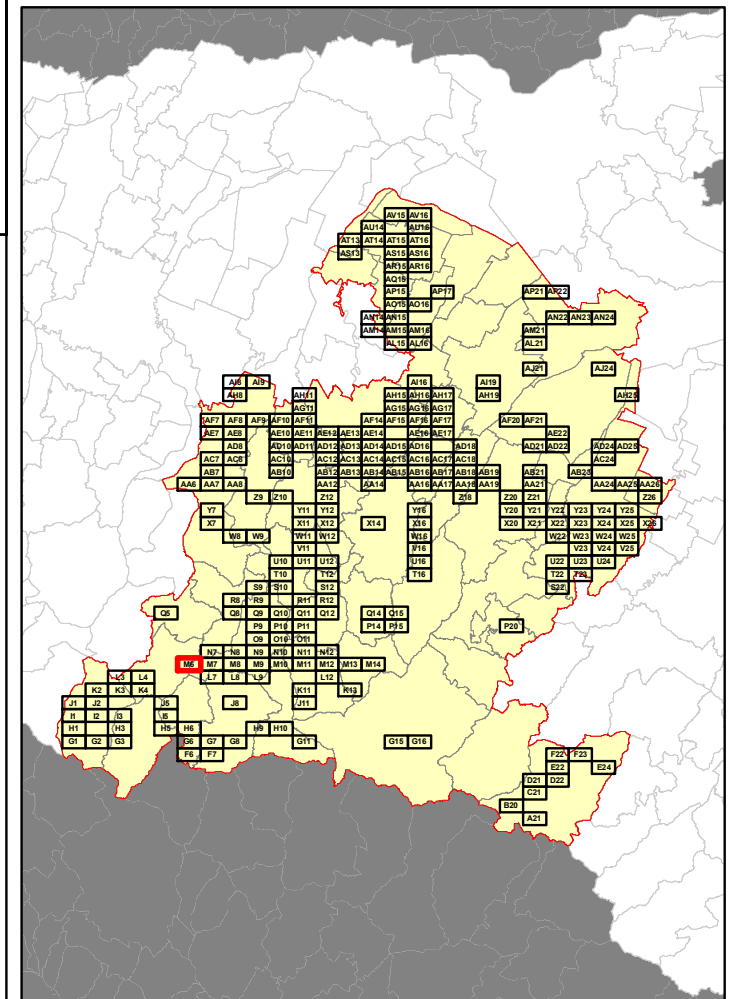 AV15 AV16
AU14 AU16
AT13 AT14 AT15 AT16
AS13 AS15 AS16
AR15 AR16
AQ15
AP15 AP17 AP21 AP22
AO15 AO16
AN14 AN15 AN22 AN23 AN24
AM14 AM15 AM16 AM21
AL15 AL16 AL21
AJ21 AJ24
AI8 AI9 AI16 AI19
AH8 AH11 AH15 AH16 AH17 AH19 AH25
AG11 AG15 AG16 AG17
AF7 AF8 AF9 AF10 AF11 AF14 AF15 AF16 AF17 AF20 AF21
AE7 AE8 AE10 AE11 AE12 AE13 AE14 AE16 AE17 AE22
AD8 AD10 AD11 AD12 AD13 AD14 AD15 AD16 AD18 AD21 AD22 AD24 AD25
AC7 AC8 AC10 AC12 AC13 AC14 AC15 AC16 AC17 AC18 AC24
AB7 AB10 AB12 AB13 AB14 AB15 AB16 AB17 AB18 AB19 AB21 AB23
AA6 AA7 AA8 AA12 AA14 AA16 AA17 AA18 AA19 AA21 AA24 AA25 AA26
Z9 Z10 Z12 Z18 Z20 Z21 Z26
Y7 Y11 Y12 Y16 Y20 Y21 Y22 Y23 Y24 Y25
X7 X11 X12 X14 X16 X20 X21 X22 X23 X24 X25 X26
W8 W9 W11 W12 W16 W22 W23 W24 W25
V11 V16 V23 V24 V25
U10 U11 U12 U16 U22 U23 U24
T10 T12 T16 T22 T23
S9 S10 S12 S22
R8 R9 R11 R12
Q5 Q8 Q9 Q10 Q11 Q12 Q14 Q15
P9 P10 P11 P14 P15 P20
O9 O10 O11
N7 N8 N9 N10 N11 N12
M6 M7 M8 M9 M10 M11 M12 M13 M14
L3 L4 L7 L8 L9 L12
K2 K3 K4 K11 K13
J1 J2 J5 J8 J11
I1 I2 I3 I5
H1 H3 H5 H6 H9 H10
G1 G2 G3 G6 G7 G8 G11 G15 G16
F6 F7 F22 F23
E22 E24
D21 D22
C21
B20
A21